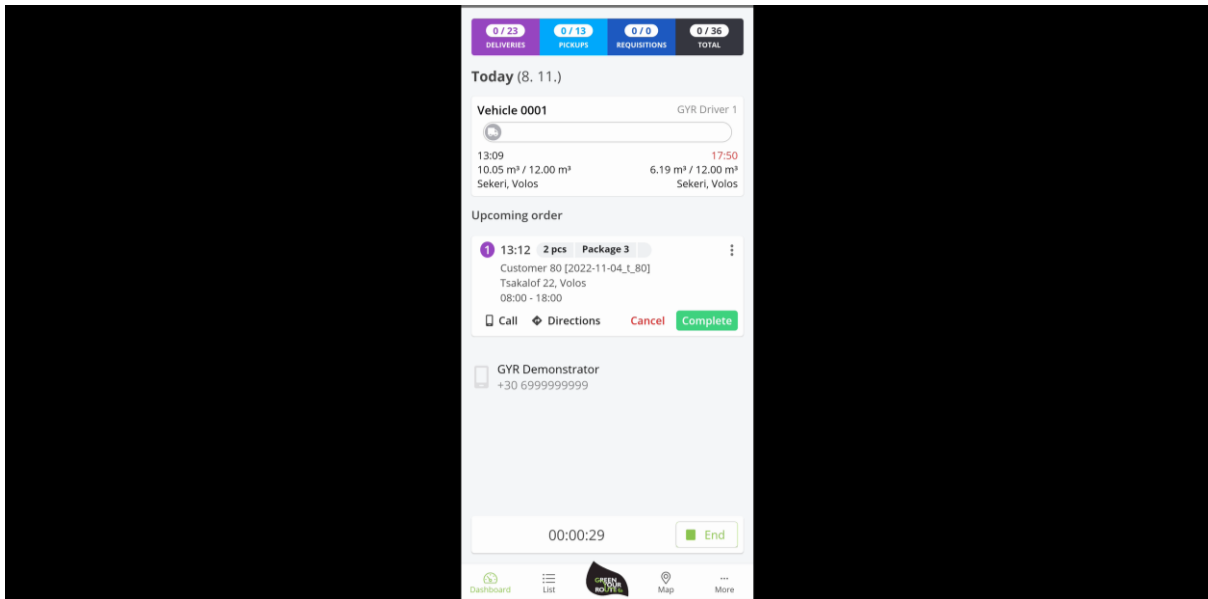 0 / 23 0 / 13 0 / 0 0 / 36
DELIVERIES PICKUPS REQUISITIONS TOTAL
Today (8. 11.)
Vehicle 0001 GYR Driver 1
13:09 17:50
10.05 m³ / 12.00 m³ 6.19 m³ / 12.00 m³
Sekeri, Volos Sekeri, Volos
Upcoming order
1 13:12 2 pcs Package 3
Customer 80 [2022-11-04_t_80]
Tsakalof 22, Volos
08:00 - 18:00
Call Directions Cancel Complete
GYR Demonstrator
+30 6999999999
00:00:29 End
GREEN
YOUR
ROUTE
Dashboard List Map More